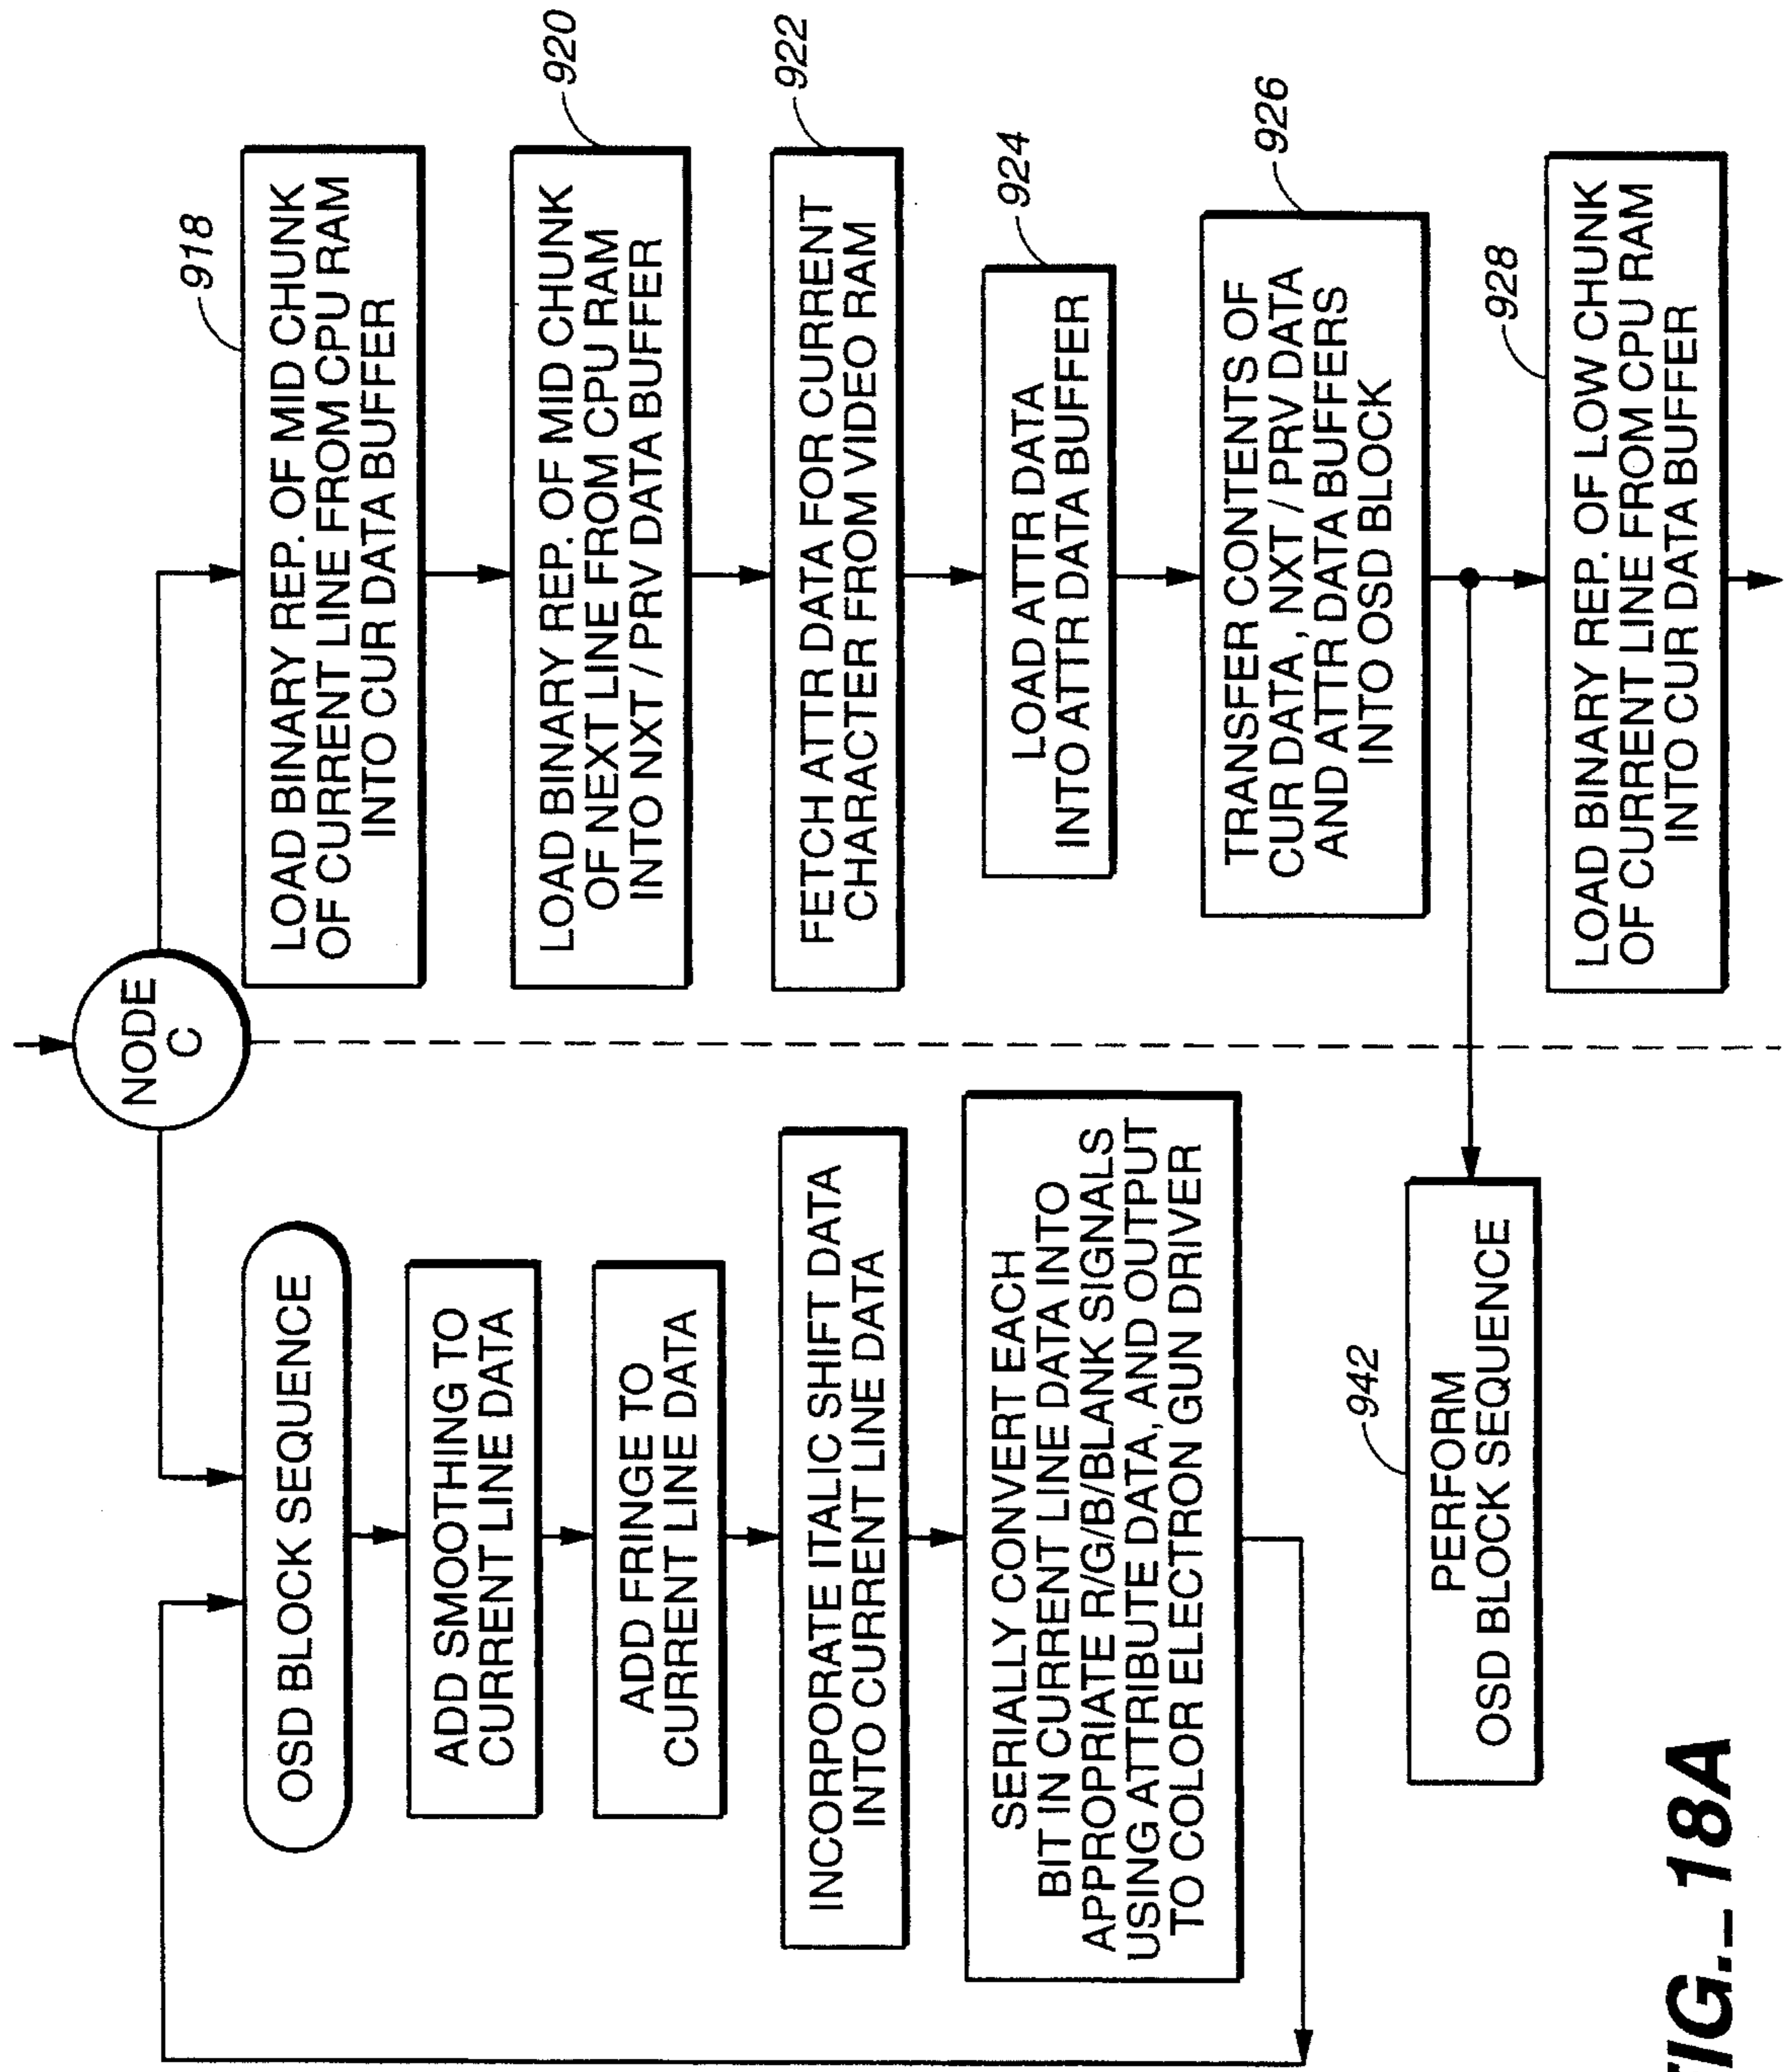 NODE
C
918
LOAD BINARY REP. OF MID CHUNK
OF CURRENT LINE FROM CPU RAM
INTO CUR DATA BUFFER
920
LOAD BINARY REP. OF MID CHUNK
OF NEXT LINE FROM CPU RAM
INTO NXT / PRV DATA BUFFER
922
FETCH ATTR DATA FOR CURRENT
CHARACTER FROM VIDEO RAM
924
LOAD ATTR DATA
INTO ATTR DATA BUFFER
926
TRANSFER CONTENTS OF
CUR DATA, NXT / PRV DATA
AND ATTR DATA BUFFERS
INTO OSD BLOCK
928
LOAD BINARY REP. OF LOW CHUNK
OF CURRENT LINE FROM CPU RAM
INTO CUR DATA BUFFER
OSD BLOCK SEQUENCE
ADD SMOOTHING TO
CURRENT LINE DATA
ADD FRINGE TO
CURRENT LINE DATA
INCORPORATE ITALIC SHIFT DATA
INTO CURRENT LINE DATA
SERIALLY CONVERT EACH
BIT IN CURRENT LINE DATA INTO
APPROPRIATE R/G/B/BLANK SIGNALS
USING ATTRIBUTE DATA, AND OUTPUT
TO COLOR ELECTRON GUN DRIVER
942
PERFORM
OSD BLOCK SEQUENCE
FIG._18A